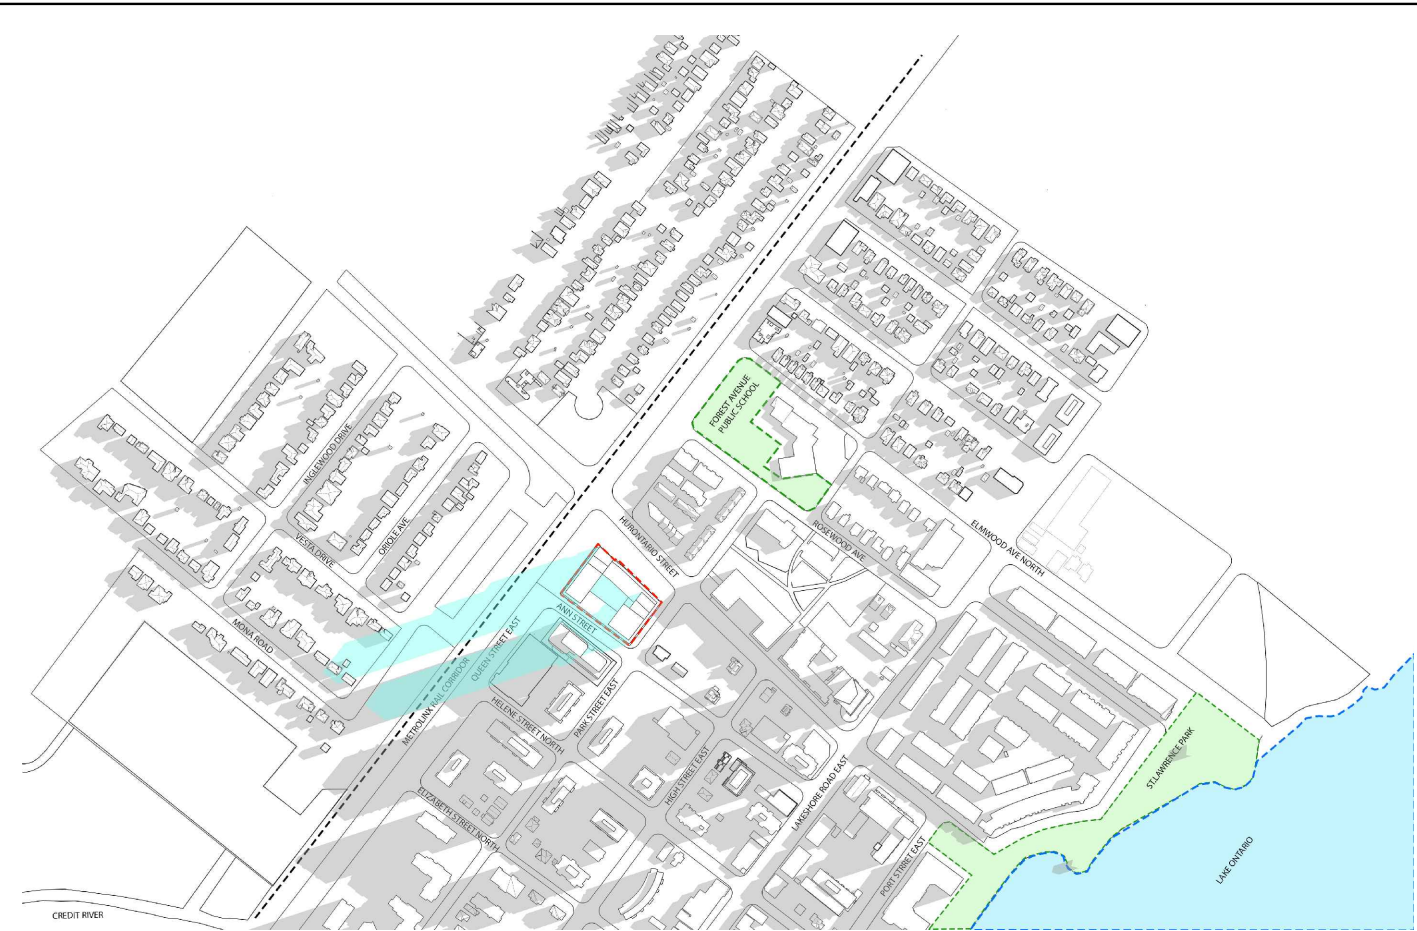 FOREST AVENUE
PUBLIC SCHOOL
INGLEWOOD DRIVE
ORIOLE AVE
VESTA DRIVE
HURONTARIO STREET
ROSEWOOD AVE
ELMWOOD AVE NORTH
ANN STREET
MONA ROAD
QUEEN STREET EAST
METROLINX RAIL CORRIDOR
HELENE STREET NORTH
PARK STREET EAST
HIGH STREET EAST
LAKESHORE ROAD EAST
ST.LAWRENCE PARK
ELIZABETH STREET NORTH
PORT STRRET EAST
LAKE ONTARIO
CREDIT RIVER